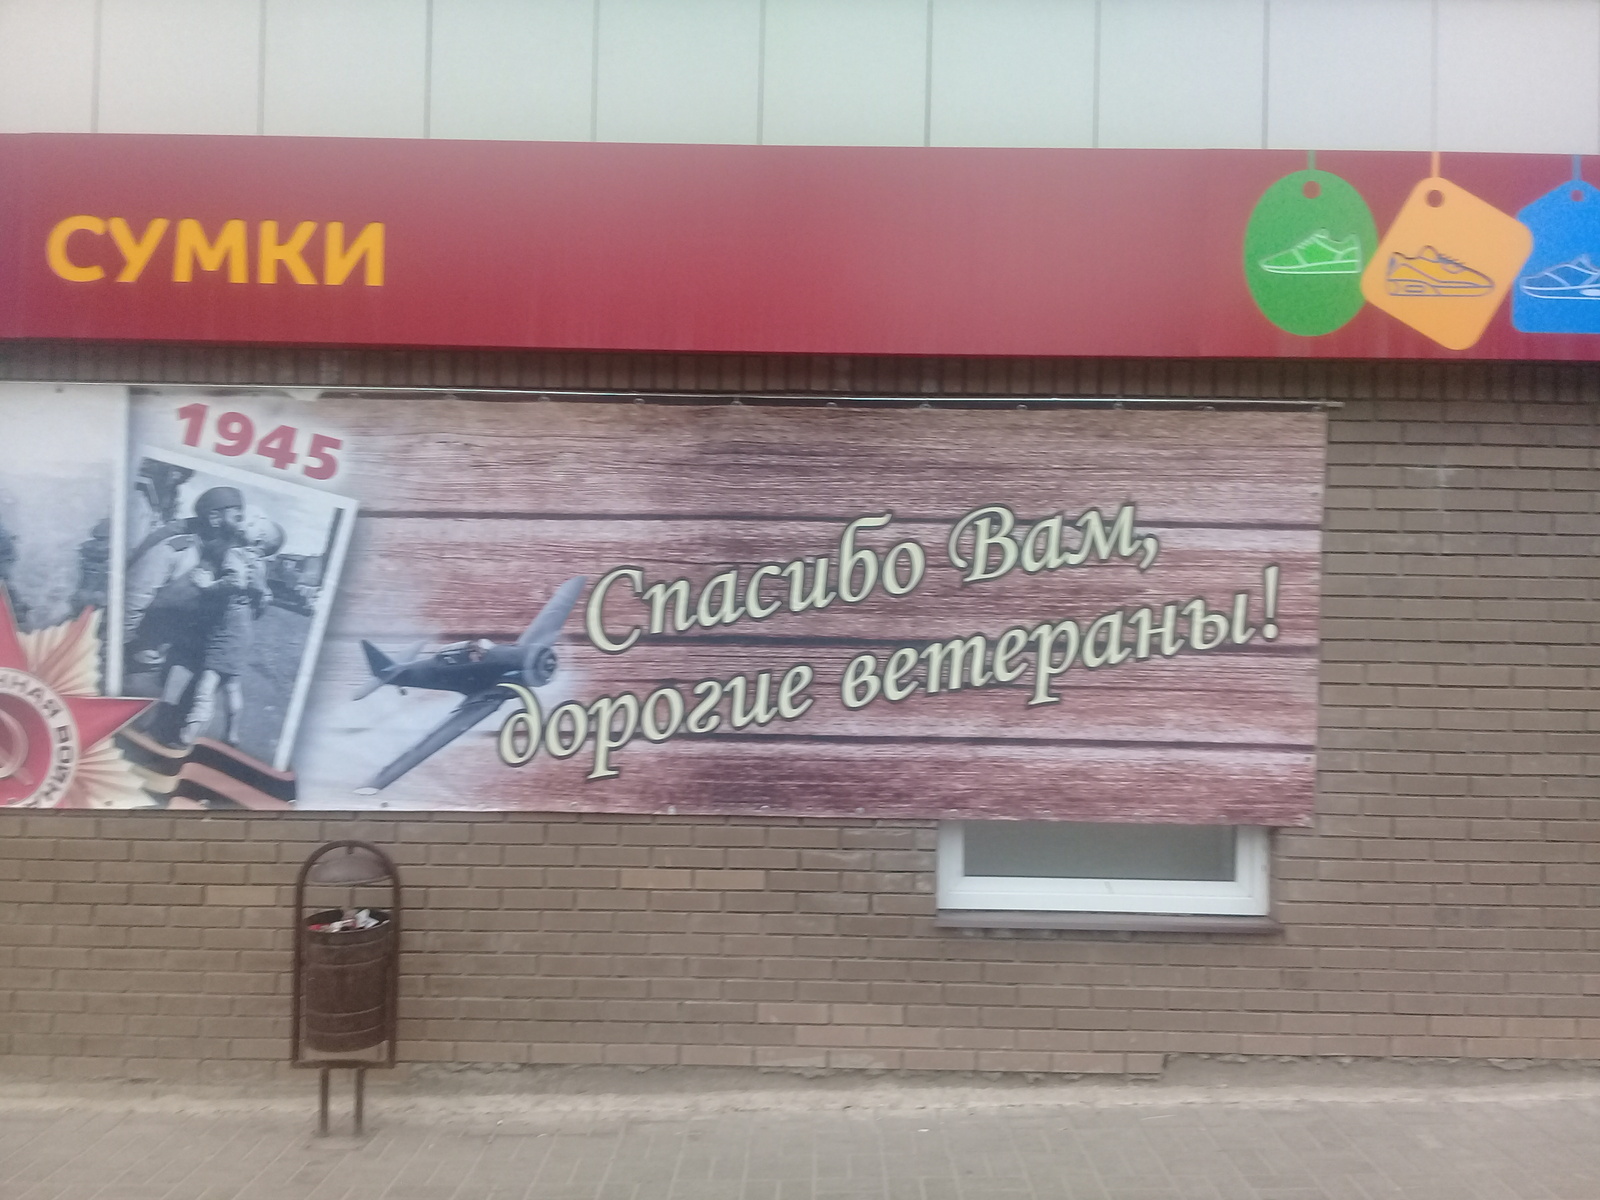 СУМКИ
1945
Спасибо Вам,
дорогие ветераны!